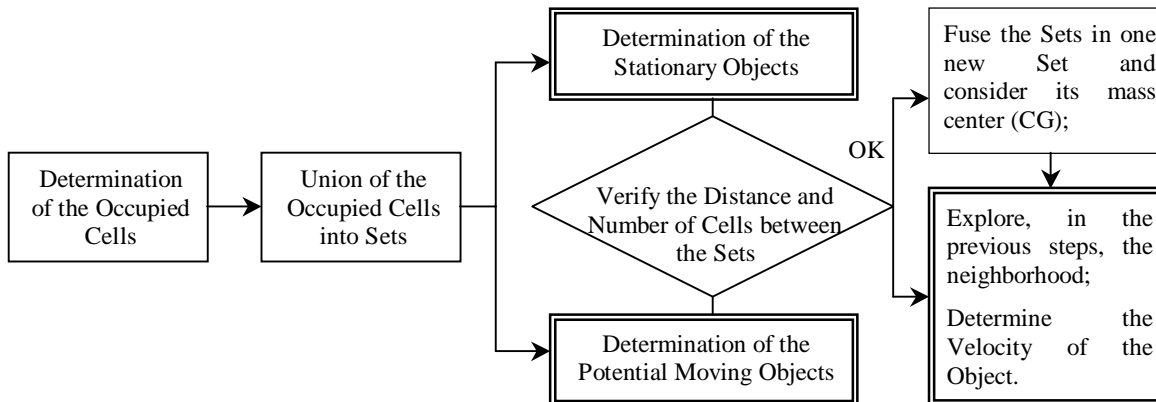 Determination
of the Occupied
Cells
Union of the
Occupied Cells
into Sets
Determination of the
Stationary Objects
Verify the Distance and
Number of Cells between
the Sets
Determination of the
Potential Moving Objects
OK
Fuse the Sets in one
new Set and
consider its mass
center (CG);
Explore, in the
previous steps, the
neighborhood;
Determine the
Velocity of the
Object.